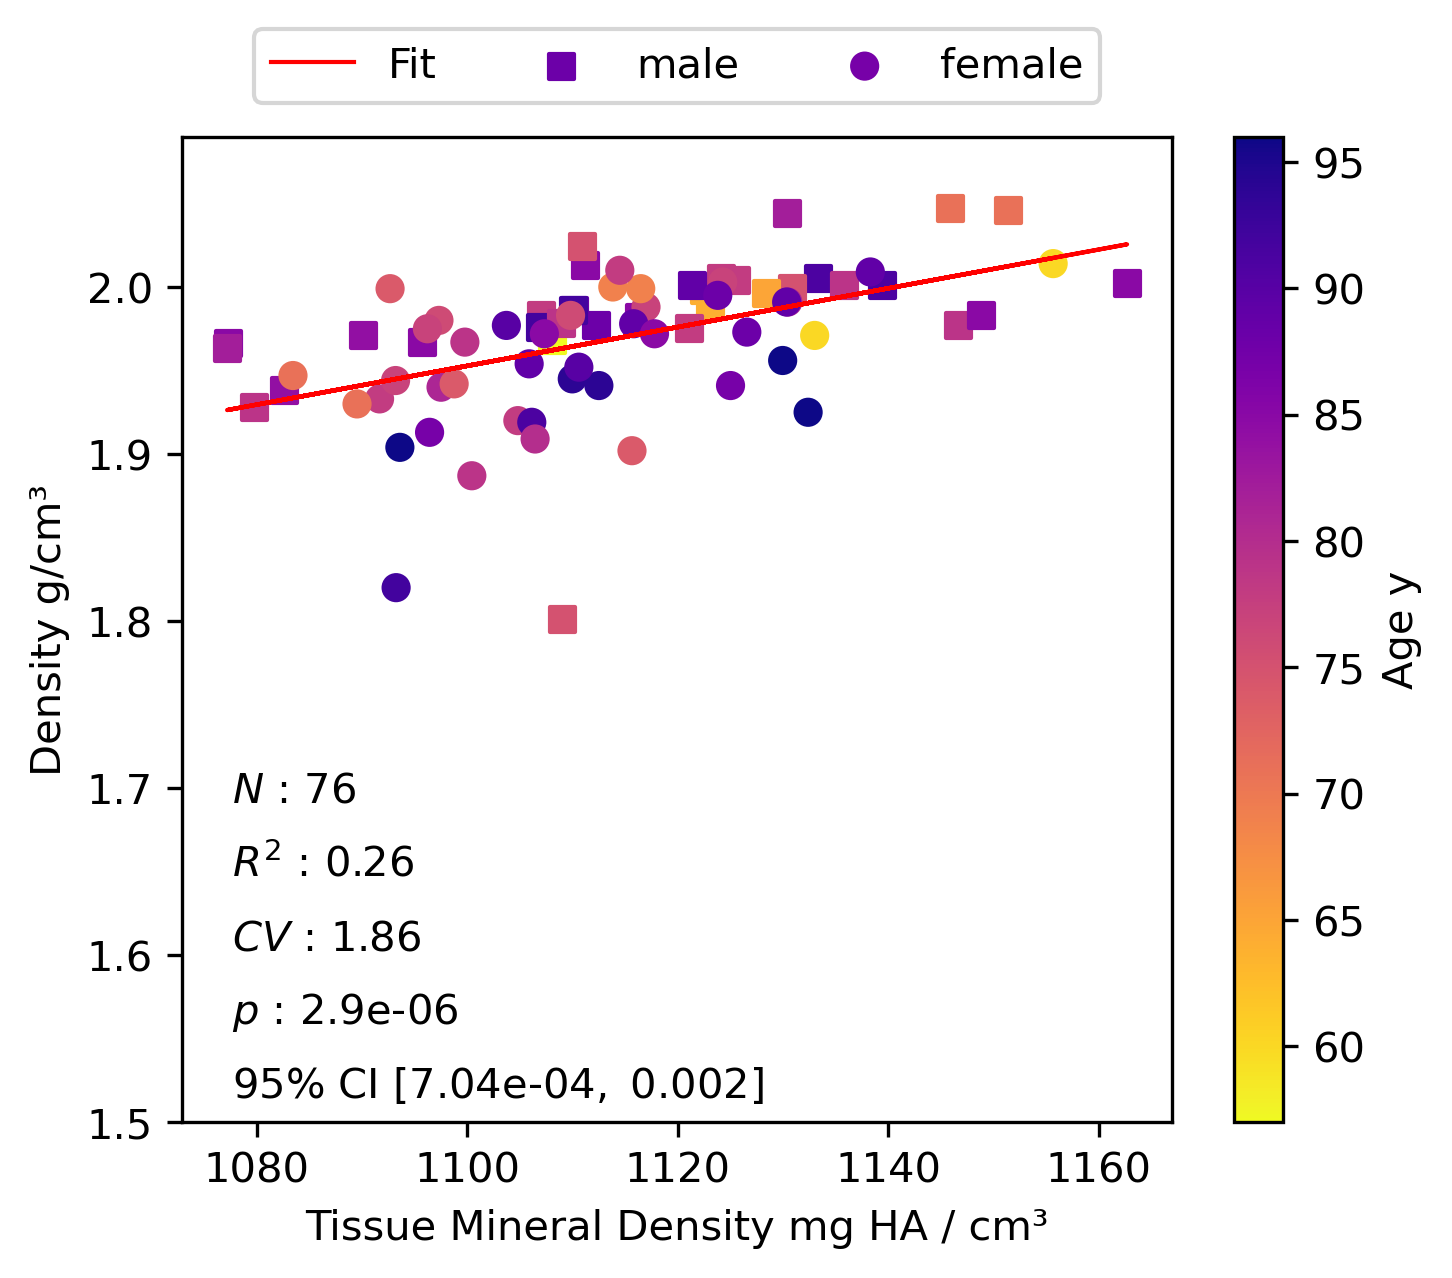 Fit male female
2.0
1.9
1.8
1.7
1.6
1.5
Density g/cm³
N : 76
R² : 0.26
CV : 1.86
p : 2.9e-06
95% CI [7.04e-04, 0.002]
1080 1100 1120 1140 1160
Tissue Mineral Density mg HA / cm³
95
90
85
80
75
70
65
60
Age y